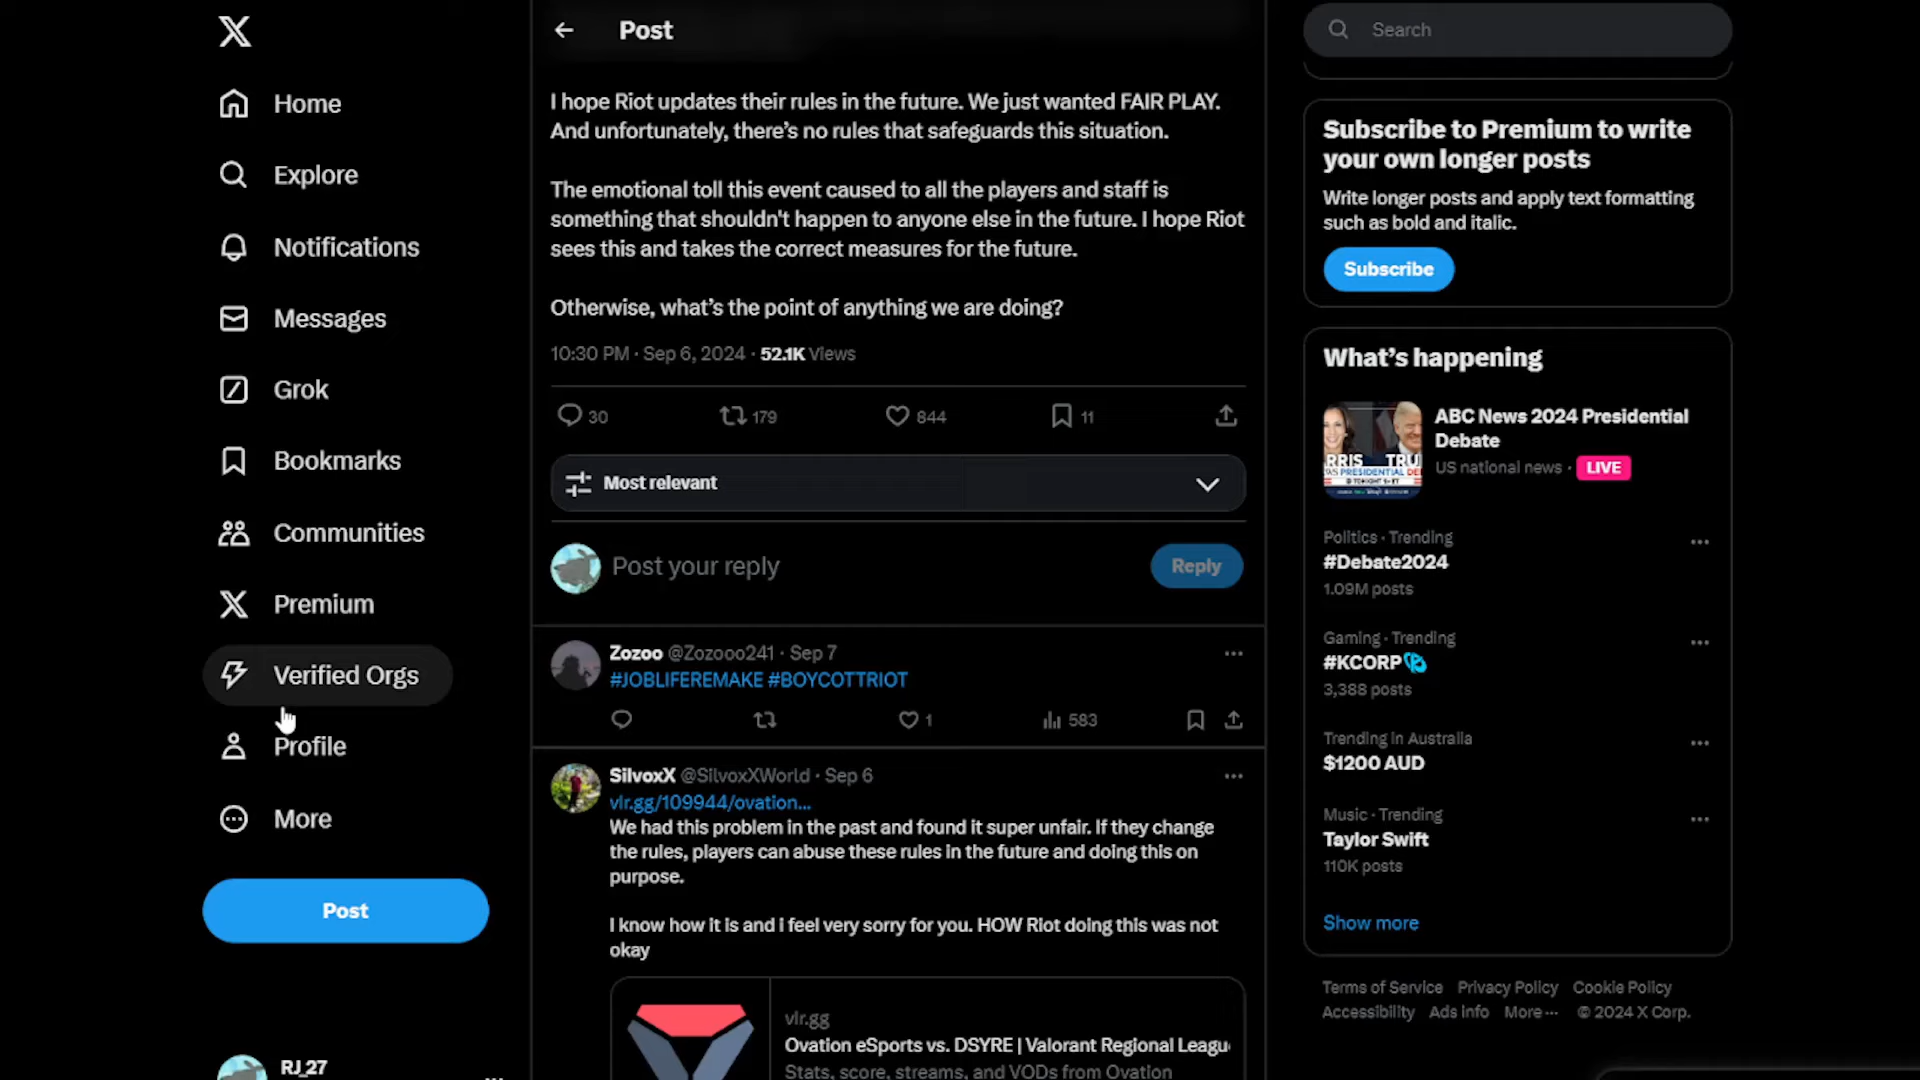 Home
Explore
Notifications
Messages
Grok
Bookmarks
Communities
Premium
Verified Orgs
Profile
More
Post
RJ_27
Post
I hope Riot updates their rules in the future. We just wanted FAIR PLAY.
And unfortunately, there's no rules that safeguards this situation.
The emotional toll this event caused to all the players and staff is
something that shouldn't happen to anyone else in the future. I hope Riot
sees this and takes the correct measures for the future.
Otherwise, what's the point of anything we are doing?
10:30 PM · Sep 6, 2024 · 52.1K Views
30 179 844 11
Most relevant
Post your reply
Reply
Zozoo @Zozooo241 · Sep 7
#JOBLIFEREMAKE #BOYCOTTRIOT
1 583
SilvoxX @SilvoxXWorld · Sep 6
vlr.gg/109944/ovation...
We had this problem in the past and found it super unfair. If they change
the rules, players can abuse these rules in the future and doing this on
purpose.
I know how it is and i feel very sorry for you. HOW Riot doing this was not
okay
vlr.gg
Ovation eSports vs. DSYRE | Valorant Regional Leagu
Stats, score, streams, and VODs from Ovation
Search
Subscribe to Premium to write
your own longer posts
Write longer posts and apply text formatting
such as bold and italic.
Subscribe
What's happening
RRIS TRU
PRESIDENTIAL DE
ABC News 2024 Presidential
Debate
US national news · LIVE
Politics · Trending
#Debate2024
1.09M posts
Gaming · Trending
#KCORP
3,388 posts
Trending in Australia
$1200 AUD
Music · Trending
Taylor Swift
110K posts
Show more
Terms of Service Privacy Policy Cookie Policy
Accessibility Ads info More ··· © 2024 X Corp.